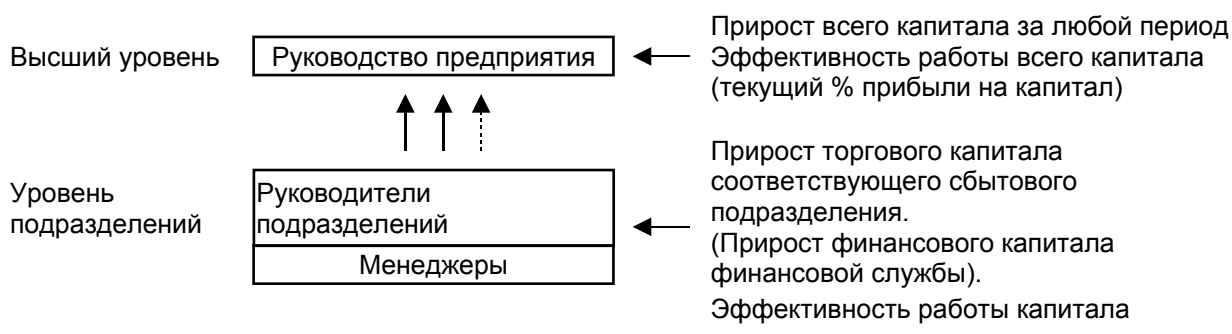 Высший уровень
Руководство предприятия
Прирост всего капитала за любой период
Эффективность работы всего капитала
(текущий % прибыли на капитал)
Уровень
подразделений
Руководители
подразделений
Менеджеры
Прирост торгового капитала
соответствующего сбытового
подразделения.
(Прирост финансового капитала
финансовой службы).
Эффективность работы капитала